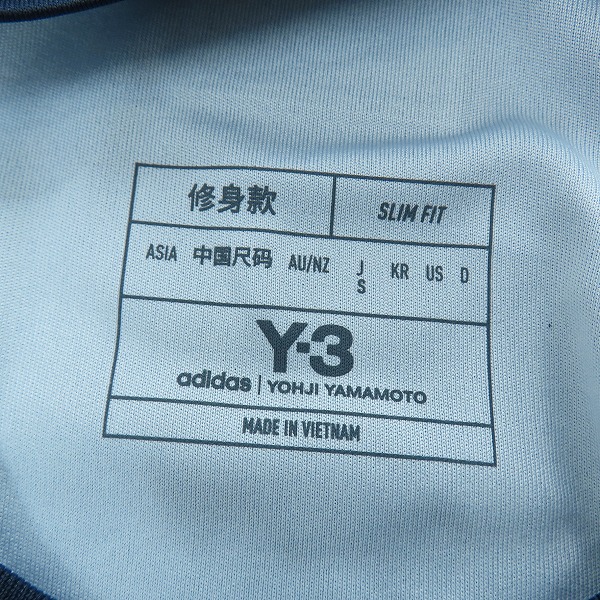 修身款 SLIM FIT
ASIA 中国尺码 AU/NZ J KR US D
S
Y-3
adidas | YOHJI YAMAMOTO
MADE IN VIETNAM